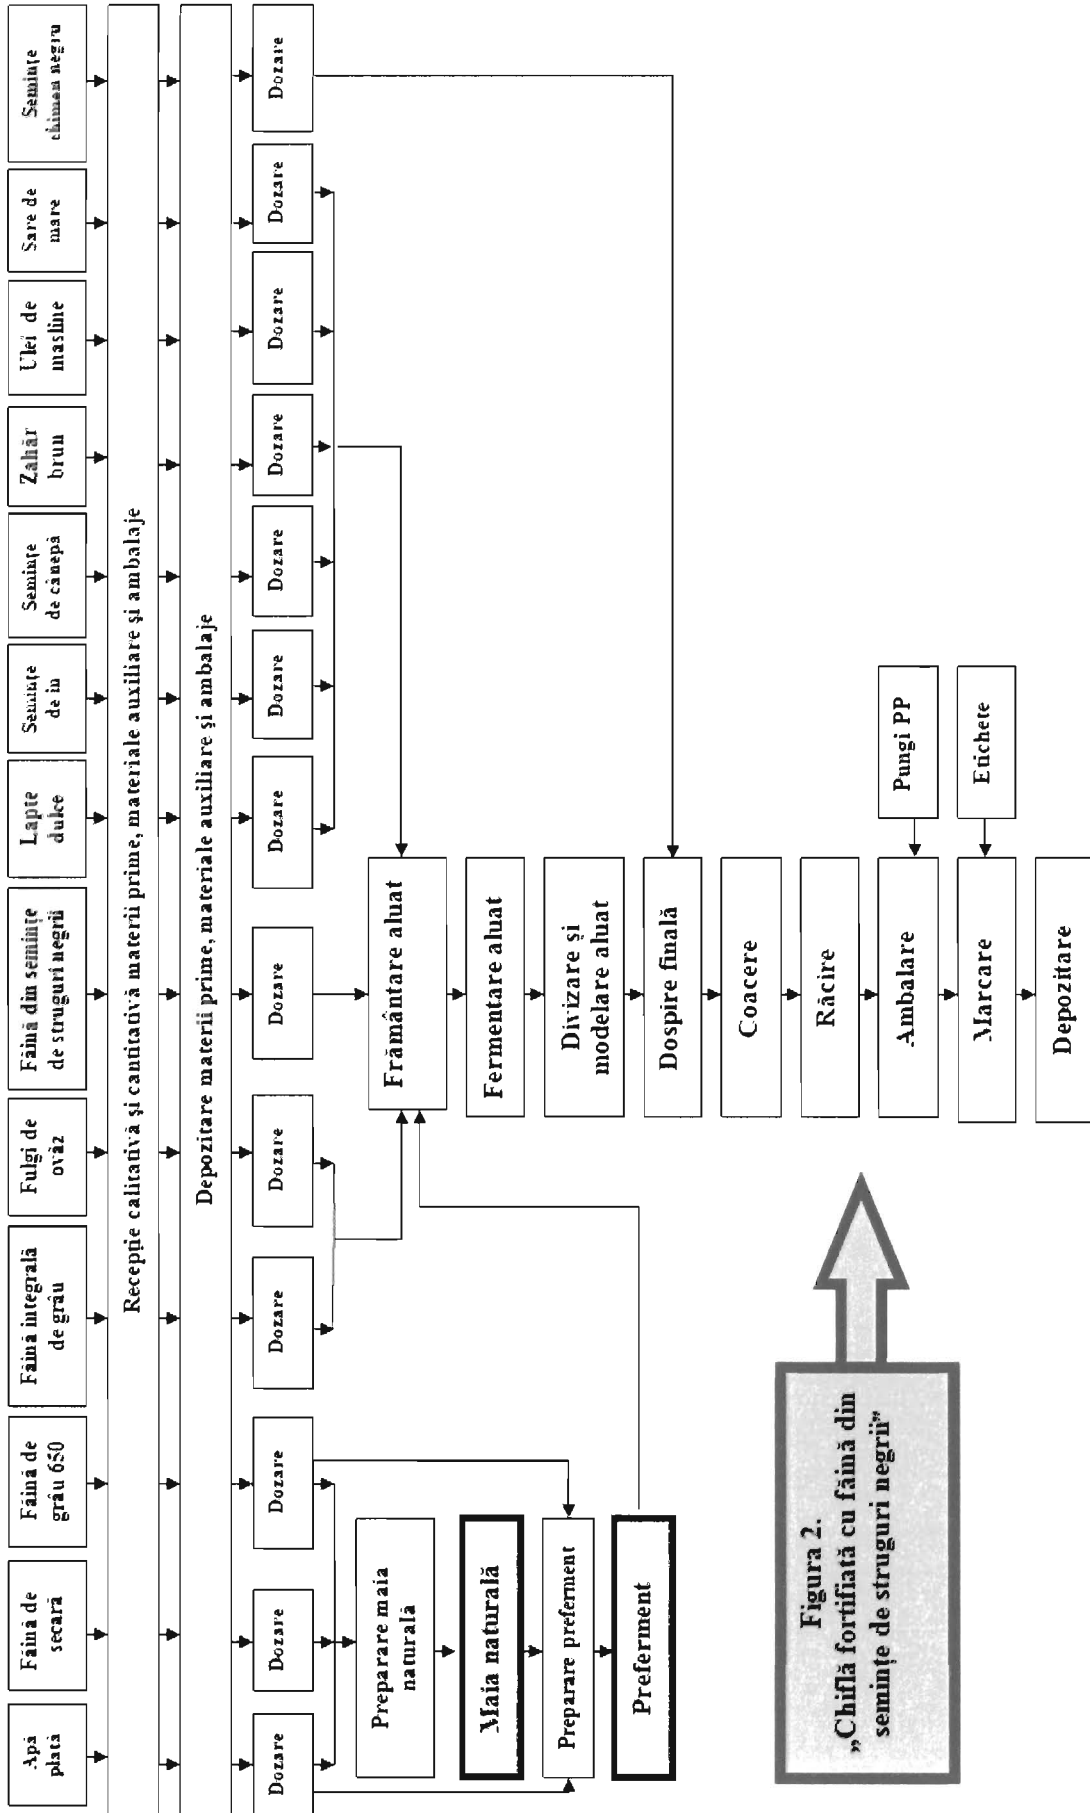 Apă
plată
Făină de
secară
Făină de
grâu 650
Făină integrală
de grâu
Fulgi de
ovăz
Făină din semințe
de struguri negrii
Lapte
dulce
Semințe
de in
Semințe
de cânepă
Zahăr
brun
Ulei de
masline
Sare de
mare
Semințe
chimen negru
Recepție calitativă și cantitativă materii prime, materiale auxiliare și ambalaje
Depozitare materii prime, materiale auxiliare și ambalaje
Dozare
Dozare
Dozare
Dozare
Dozare
Dozare
Dozare
Dozare
Dozare
Dozare
Dozare
Dozare
Dozare
Preparare maia
naturală
Maia naturală
Preparare preferment
Preferment
Frământare aluat
Fermentare aluat
Divizare și
modelare aluat
Dospire finală
Coacere
Răcire
Ambalare
Pungi PP
Marcare
Etichete
Depozitare
Figura 2.
„Chiflă fortifiată cu făină din
semințe de struguri negrii”